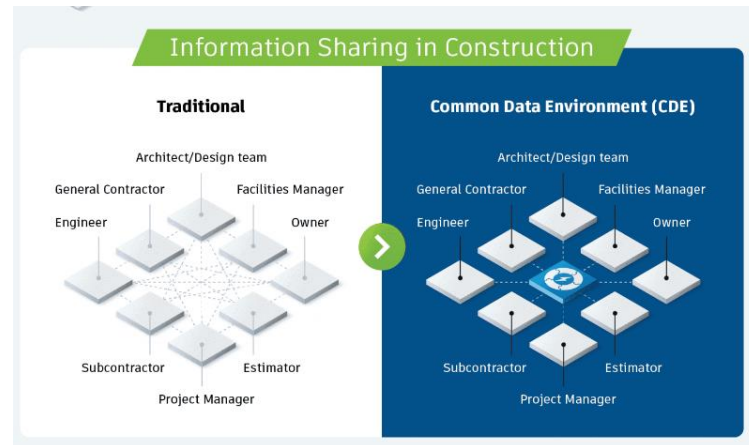 Information Sharing in Construction
Traditional
Architect/Design team
General Contractor
Facilities Manager
Engineer
Owner
Subcontractor
Estimator
Project Manager
Common Data Environment (CDE)
Architect/Design team
General Contractor
Facilities Manager
Engineer
Owner
Subcontractor
Estimator
Project Manager